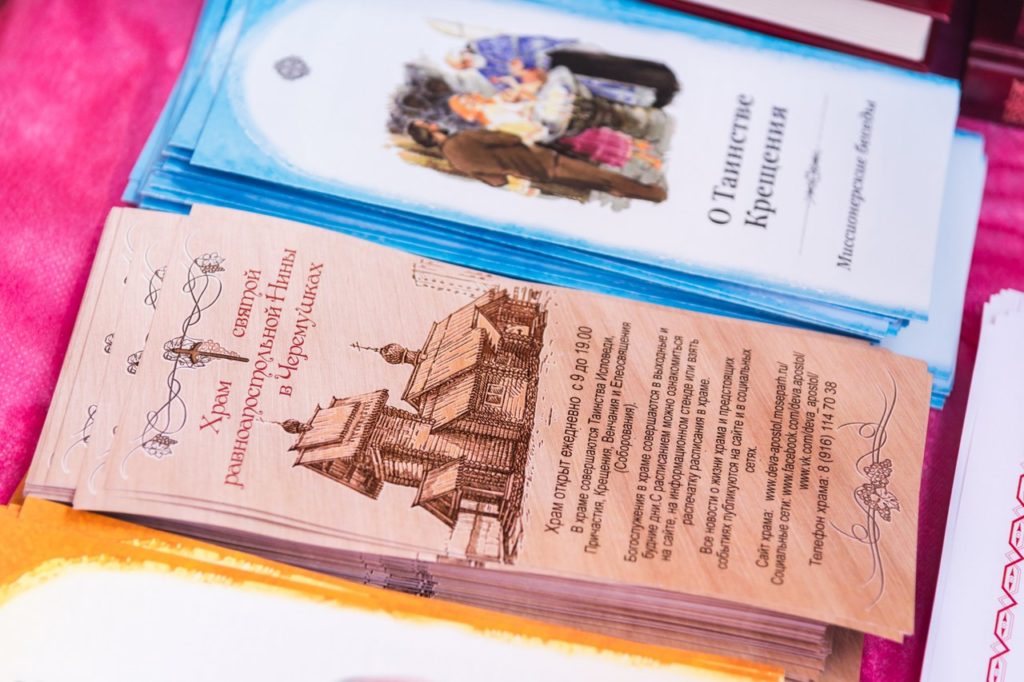 О Таинстве
Крещения
Миссионерские беседы
Храм
святой
равноапостольной Нины
в Черемушках
Храм открыт ежедневно с 9 до 19.00
В храме совершаются Таинства Исповеди,
Причастия, Крещения, Венчания и Елеосвящения
(Соборования).
Богослужения в храме совершаются в выходные и
будние дни. С расписанием можно ознакомиться
на сайте, на информационном стенде или взять
распечатку расписания в храме.
Все новости о жизни храма и предстоящих
событиях публикуются на сайте и в социальных
сетях.
Сайт храма: www.deva-apostol.moseparh.ru/
Социальные сети: www.facebook.com/deva.apostol/
www.vk.com/deva_apostol/
Телефон храма: 8 (916) 114 70 38